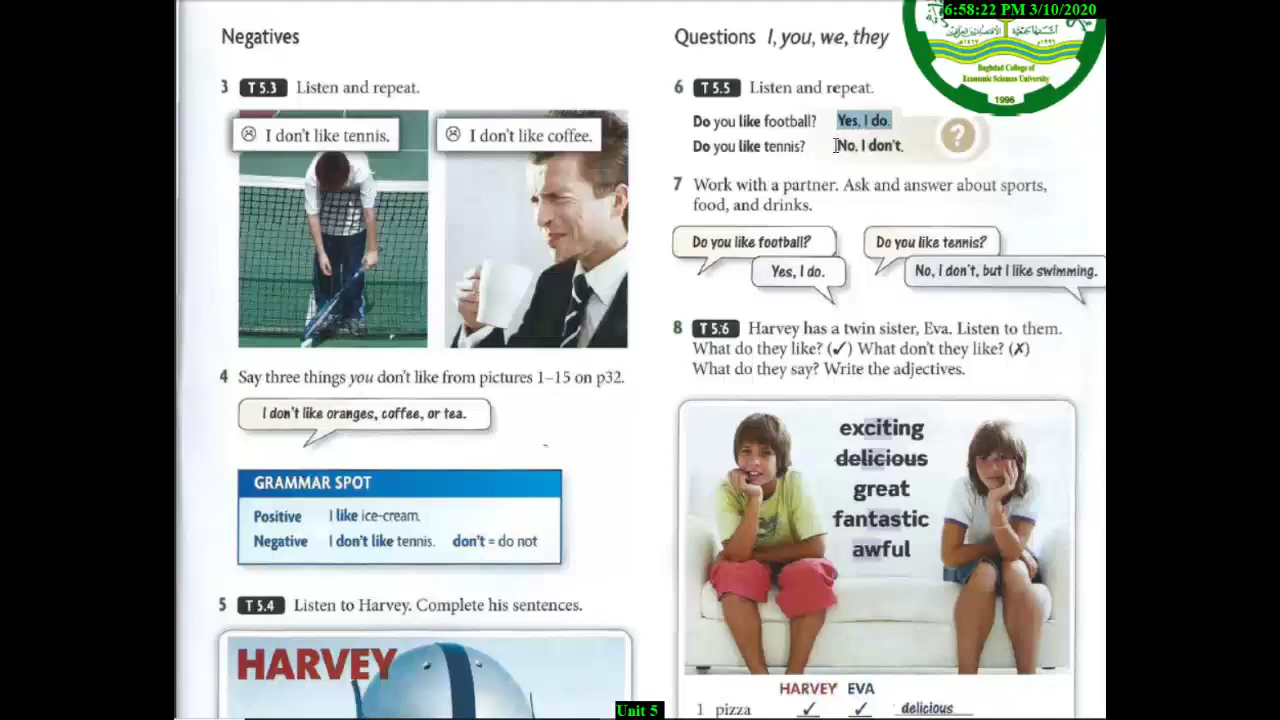 6:58:22 PM 3/10/2020
Baghdad College of
Economic Sciences University
1996
Negatives
3 T 5.3 Listen and repeat.
I don't like tennis.
I don't like coffee.
4 Say three things you don't like from pictures 1–15 on p32.
I don't like oranges, coffee, or tea.
GRAMMAR SPOT
Positive I like ice-cream.
Negative I don't like tennis. don't = do not
5 T 5.4 Listen to Harvey. Complete his sentences.
HARVEY
Questions I, you, we, they
6 T 5.5 Listen and repeat.
Do you like football? Yes, I do.
Do you like tennis? No, I don't.
?
7 Work with a partner. Ask and answer about sports,
food, and drinks.
Do you like football?
Yes, I do.
Do you like tennis?
No, I don't, but I like swimming.
8 T 5.6 Harvey has a twin sister, Eva. Listen to them.
What do they like? (✓) What don't they like? (✗)
What do they say? Write the adjectives.
exciting
delicious
great
fantastic
awful
HARVEY EVA
1 pizza ✓ ✓ delicious
Unit 5